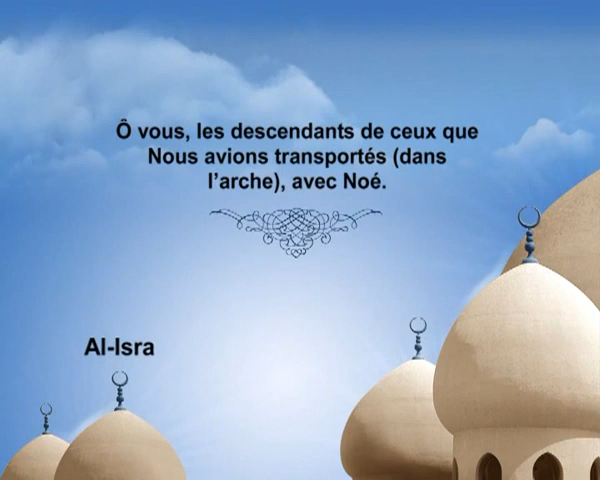 Ô vous, les descendants de ceux que
Nous avions transportés (dans
l’arche), avec Noé.
Al-Isra